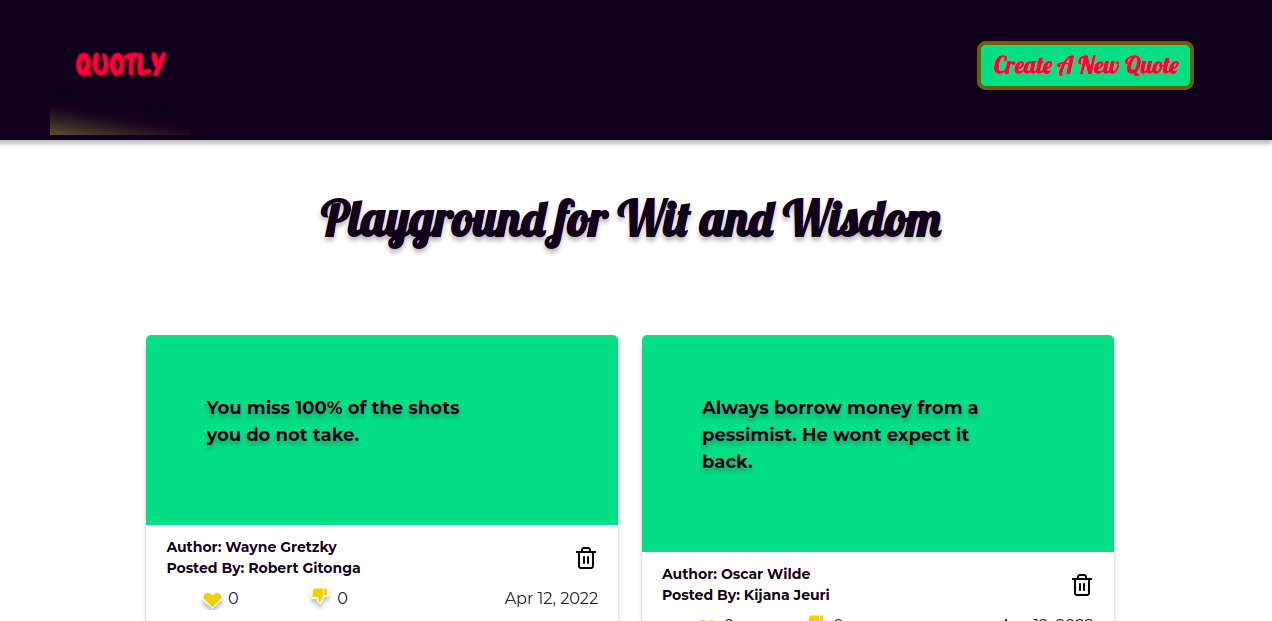 QUOTLY
Create A New Quote
Playground for Wit and Wisdom
You miss 100% of the shots
you do not take.
Author: Wayne Gretzky
Posted By: Robert Gitonga
0
0
Apr 12, 2022
Always borrow money from a
pessimist. He wont expect it
back.
Author: Oscar Wilde
Posted By: Kijana Jeuri